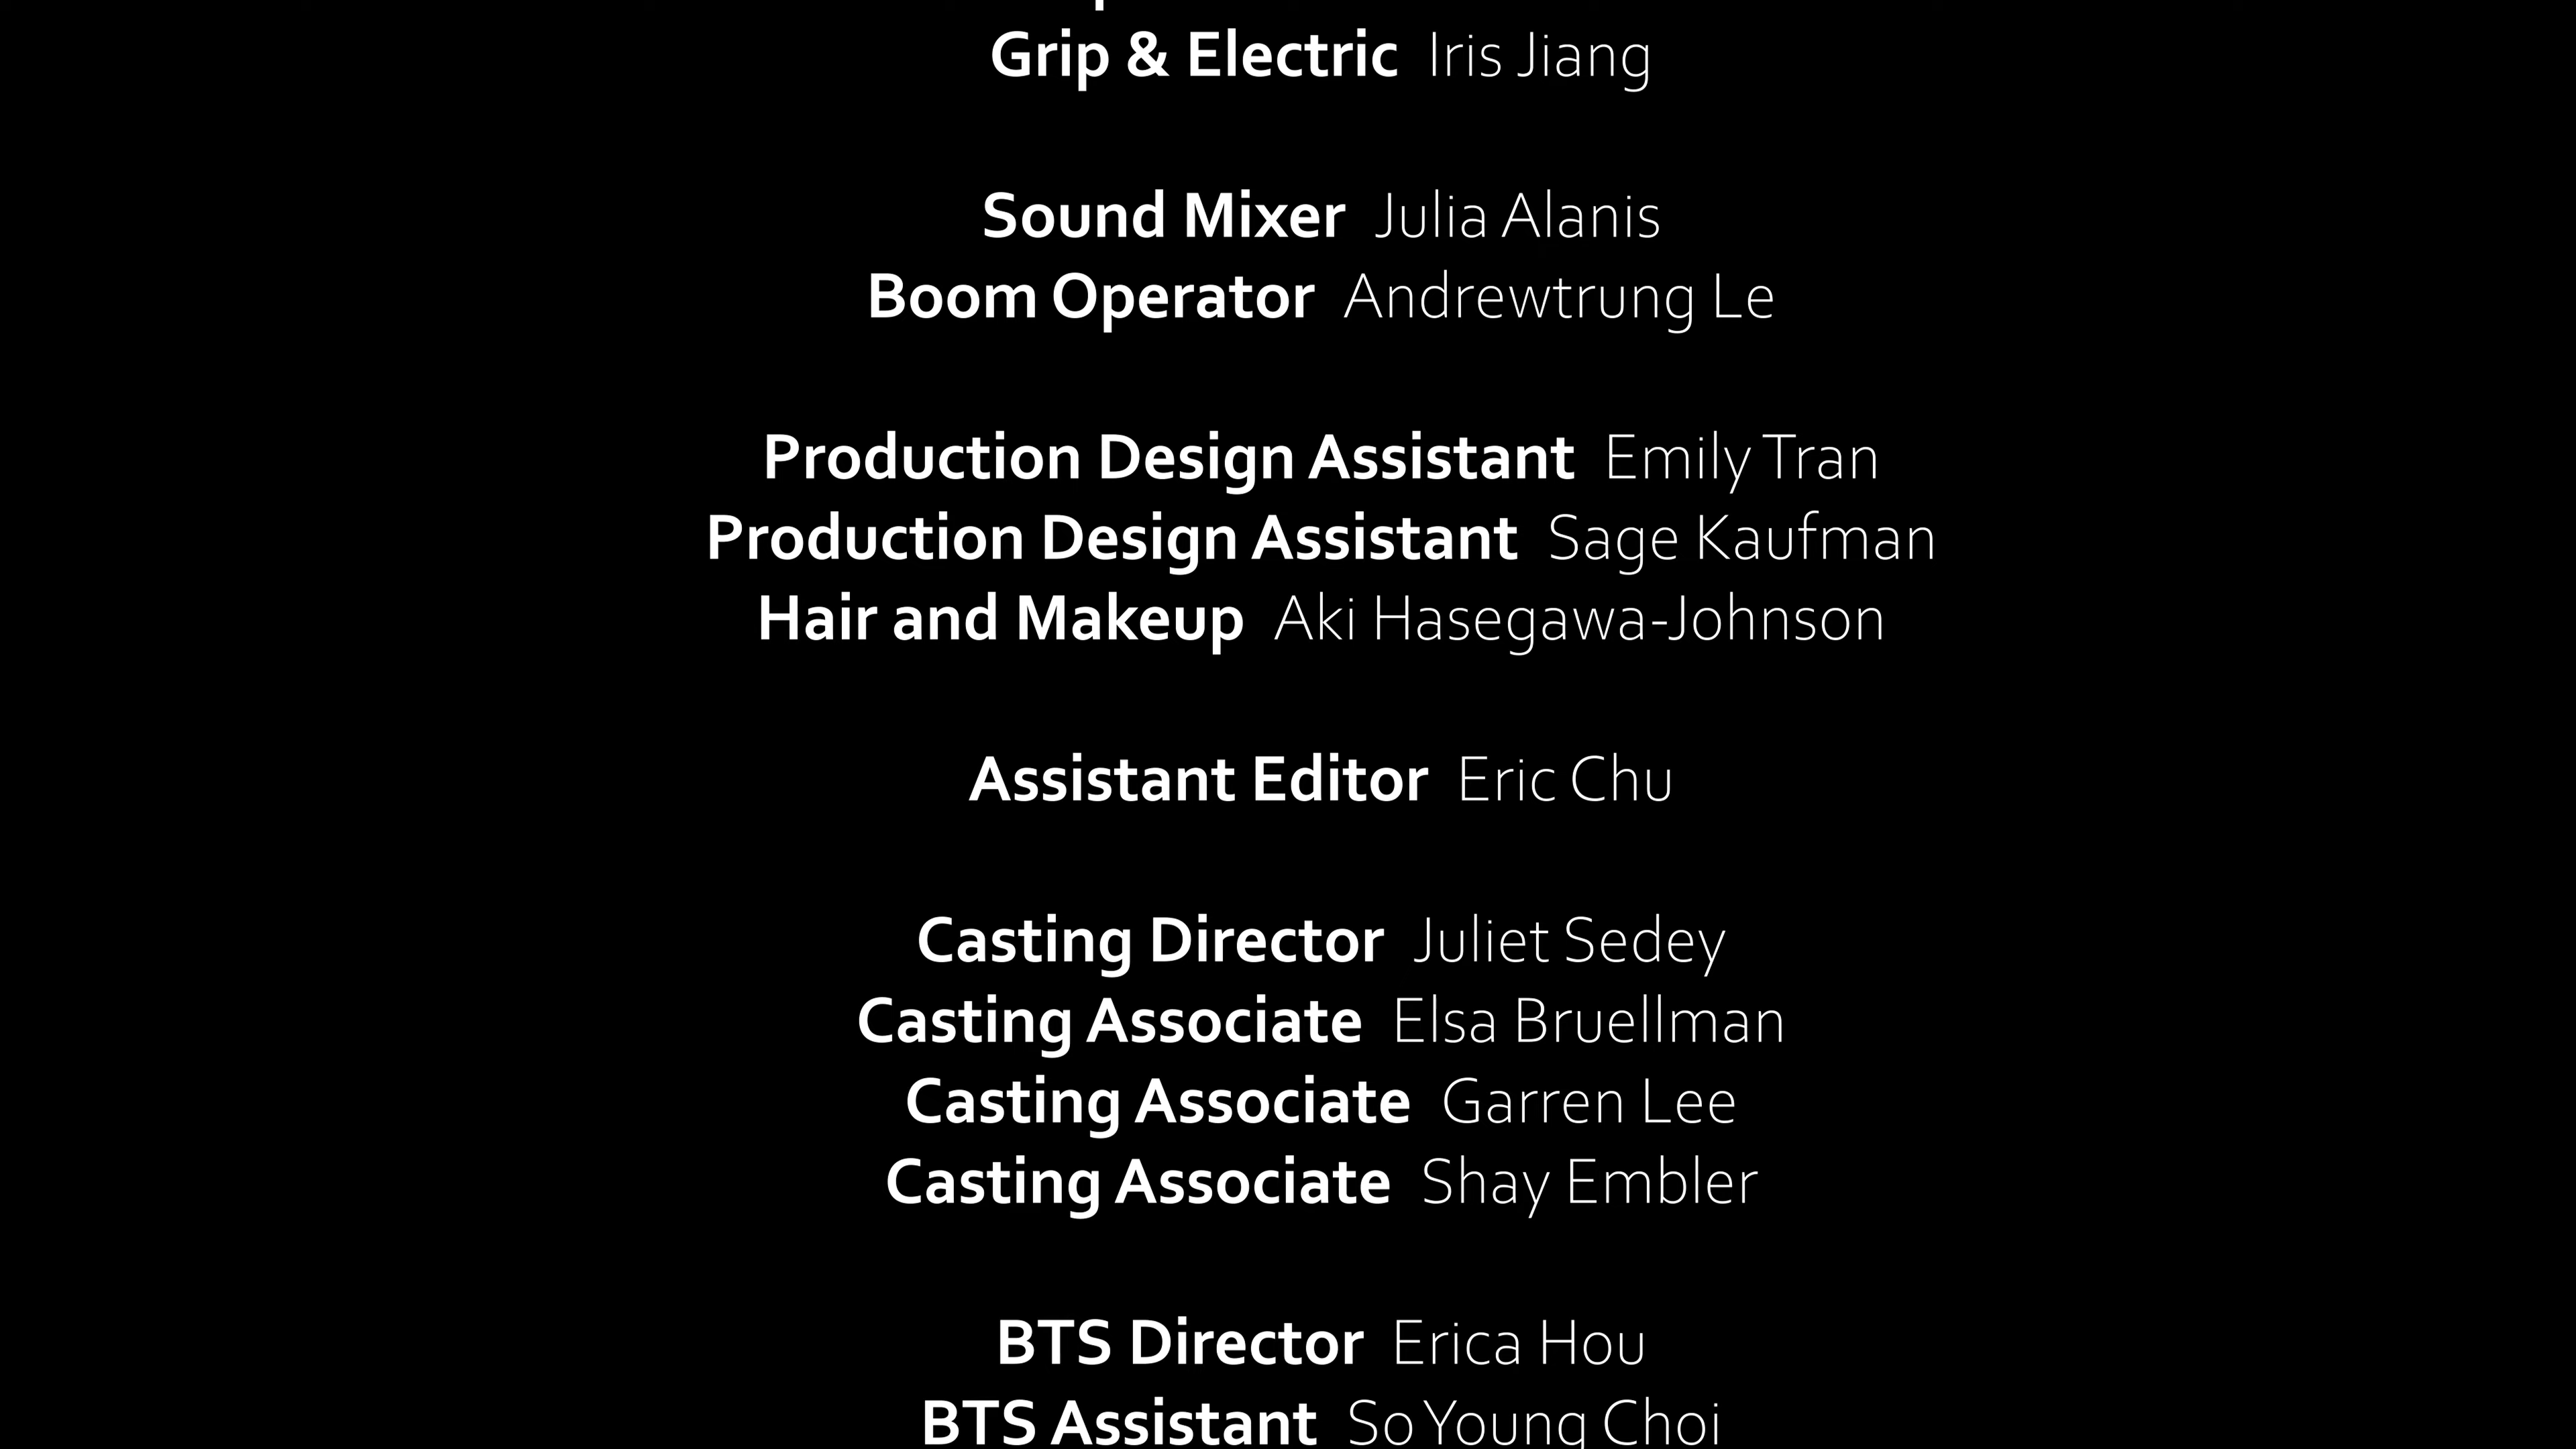 Grip & Electric Iris Jiang
Sound Mixer Julia Alanis
Boom Operator Andrewtrung Le
Production Design Assistant Emily Tran
Production Design Assistant Sage Kaufman
Hair and Makeup Aki Hasegawa-Johnson
Assistant Editor Eric Chu
Casting Director Juliet Sedey
Casting Associate Elsa Bruellman
Casting Associate Garren Lee
Casting Associate Shay Embler
BTS Director Erica Hou
BTS Assistant So Young Choi